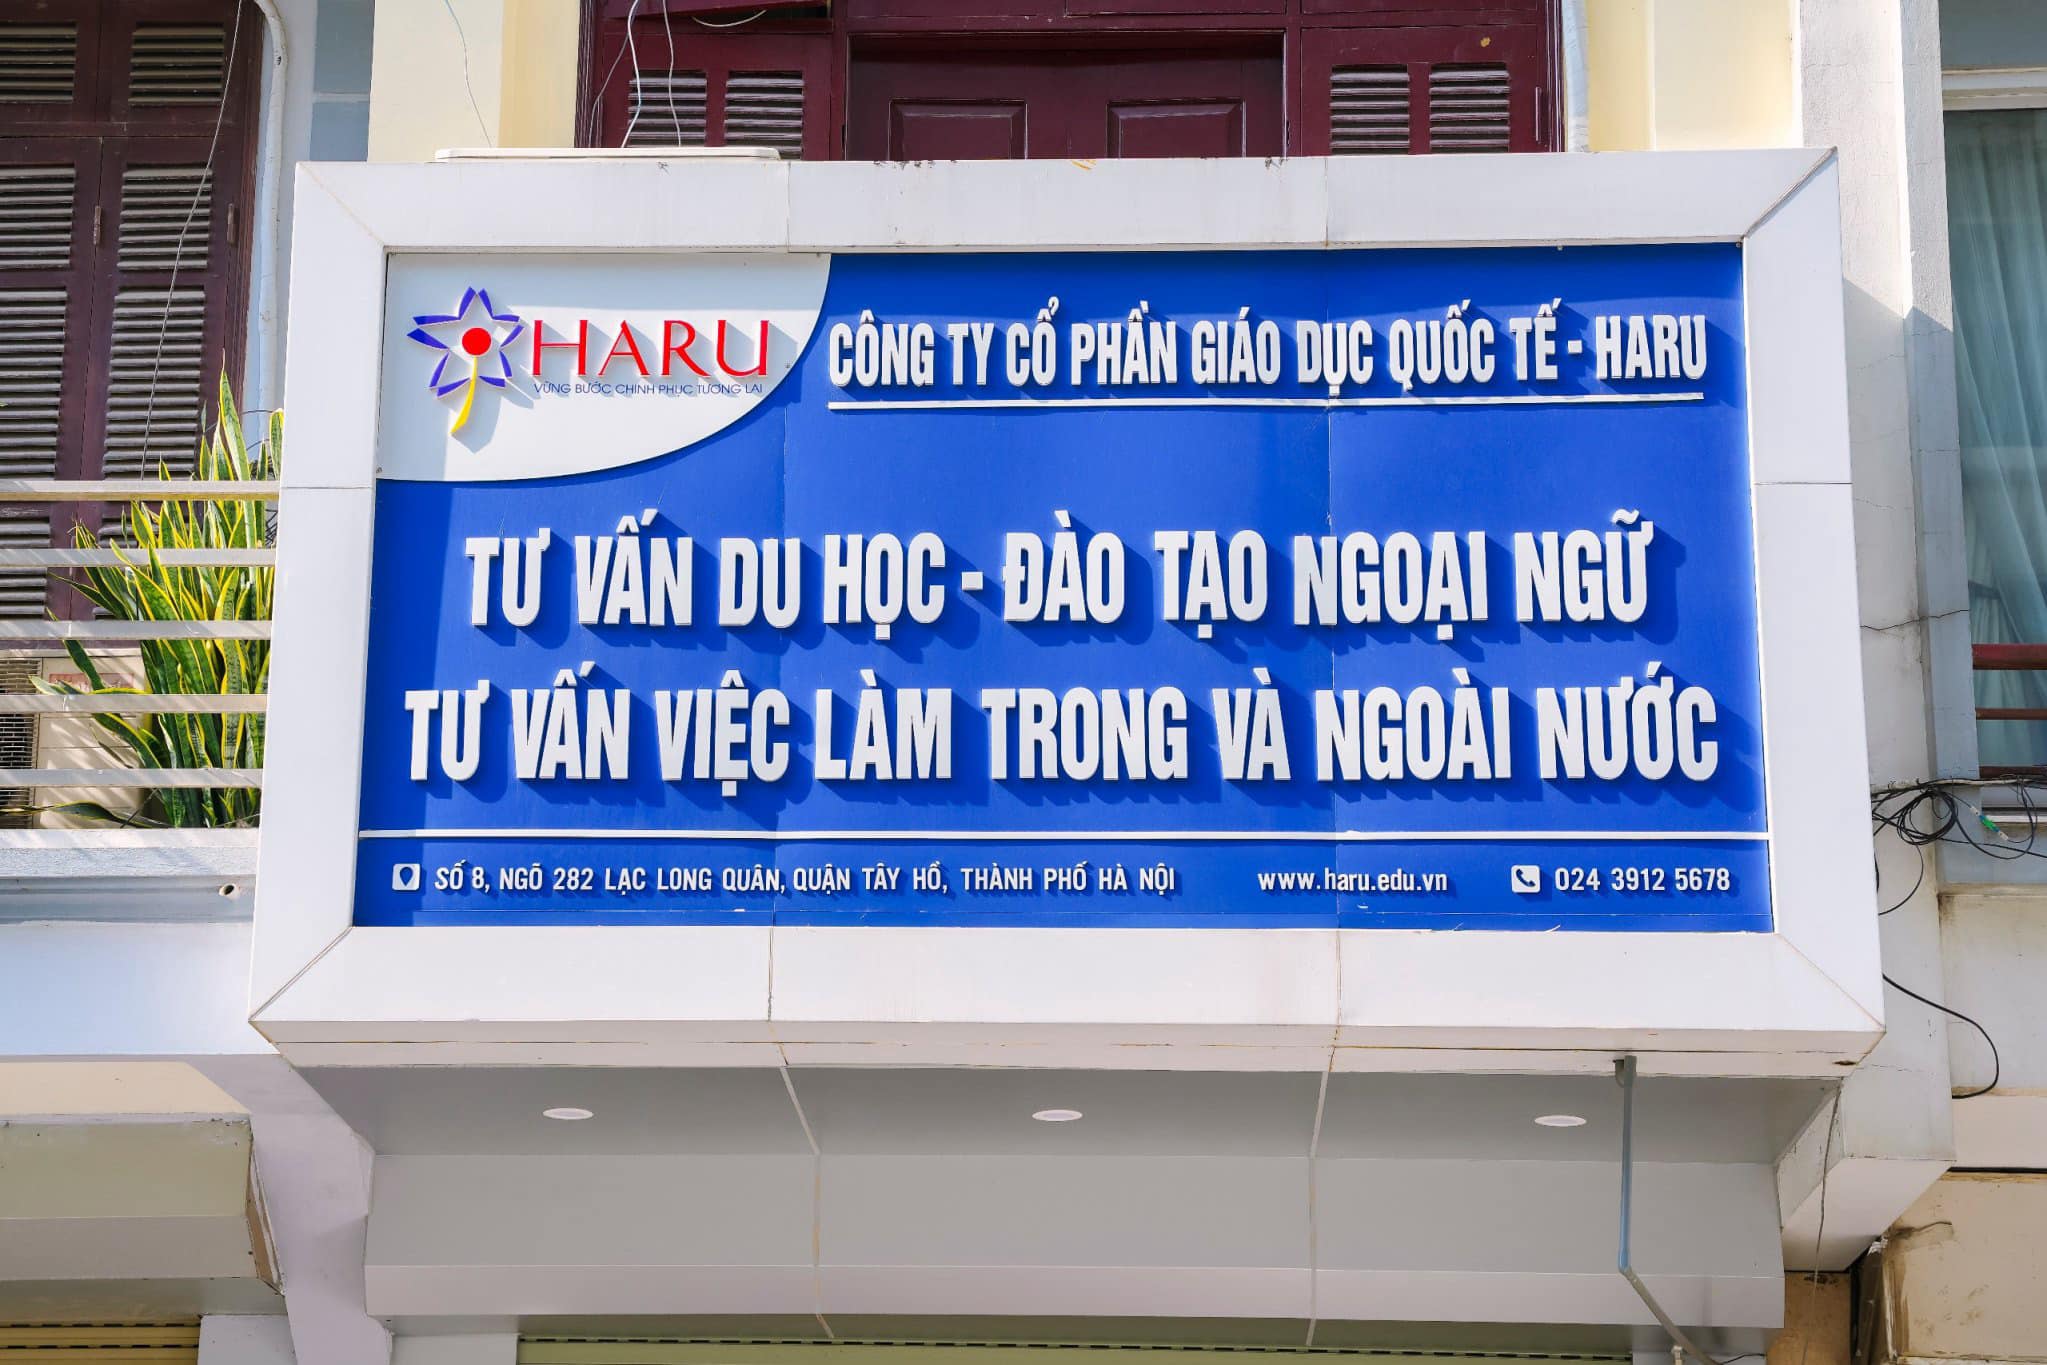 HARU
VỮNG BƯỚC CHINH PHỤC TƯƠNG LAI
CÔNG TY CỔ PHẦN GIÁO DỤC QUỐC TẾ - HARU
TƯ VẤN DU HỌC - ĐÀO TẠO NGOẠI NGỮ
TƯ VẤN VIỆC LÀM TRONG VÀ NGOÀI NƯỚC
SỐ 8, NGÕ 282 LẠC LONG QUÂN, QUẬN TÂY HỒ, THÀNH PHỐ HÀ NỘI www.haru.edu.vn 024 3912 5678